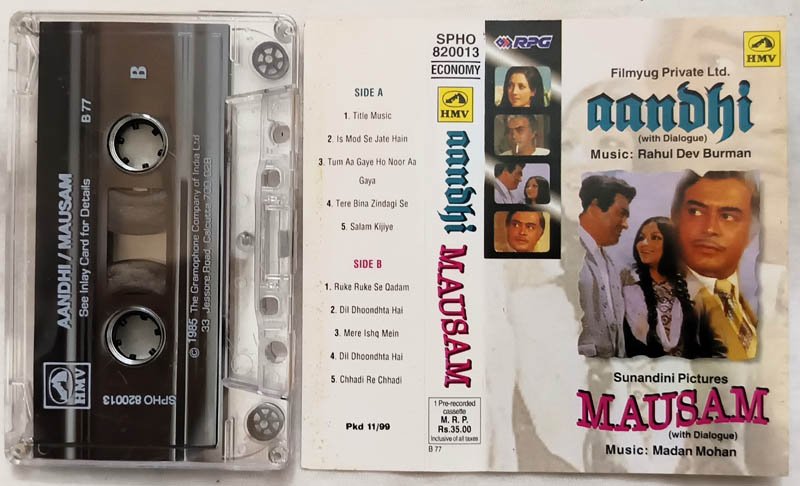 B
B 77
AANDHI / MAUSAM
See Inlay Card for Details
© 1985 The Gramophone Company of India Ltd
33, Jessore Road, Calcutta 700 028
HMV
SPHO 820013
SIDE A
1. Title Music
2. Is Mod Se Jate Hain
3. Tum Aa Gaye Ho Noor Aa
Gaya
4. Tere Bina Zindagi Se
5. Salam Kijiye
SIDE B
1. Ruke Ruke Se Qadam
2. Dil Dhoondhta Hai
3. Mere Ishq Mein
4. Dil Dhoondhta Hai
5. Chhadi Re Chhadi
Pkd 11/99
SPHO
820013
ECONOMY
HMV
aandhi
MAUSAM
1 Pre-recorded
cassette
M. R. P.
Rs.35.00
Inclusive of all taxes
B 77
RPG
HMV
Filmyug Private Ltd.
aandhi
(with Dialogue)
Music: Rahul Dev Burman
Sunandini Pictures
MAUSAM
(with Dialogue)
Music: Madan Mohan